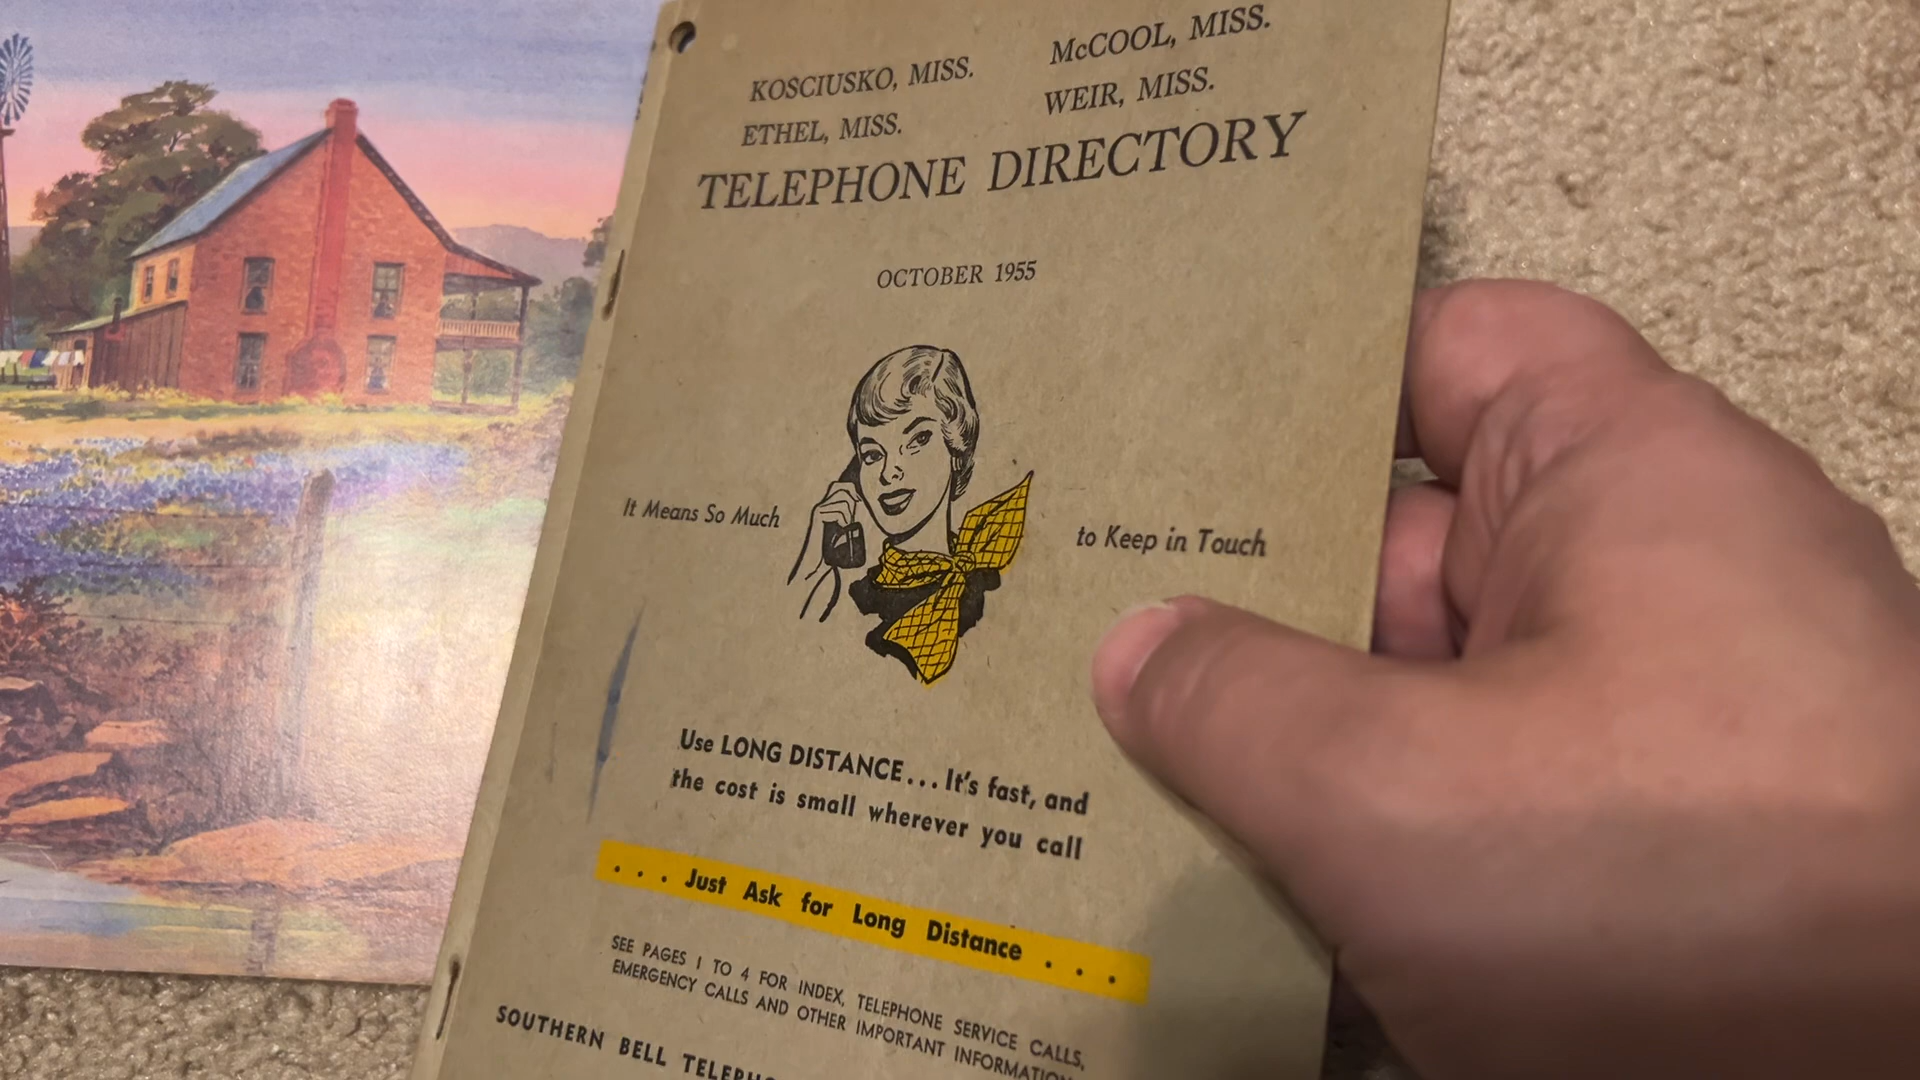 KOSCIUSKO, MISS.
McCOOL, MISS.
ETHEL, MISS.
WEIR, MISS.
TELEPHONE DIRECTORY
OCTOBER 1955
It Means So Much
to Keep in Touch
Use LONG DISTANCE... It's fast, and
the cost is small wherever you call
. . . Just Ask for Long Distance . . .
SEE PAGES 1 TO 4 FOR INDEX, TELEPHONE SERVICE CALLS,
EMERGENCY CALLS AND OTHER IMPORTANT INFORMATION
SOUTHERN BELL